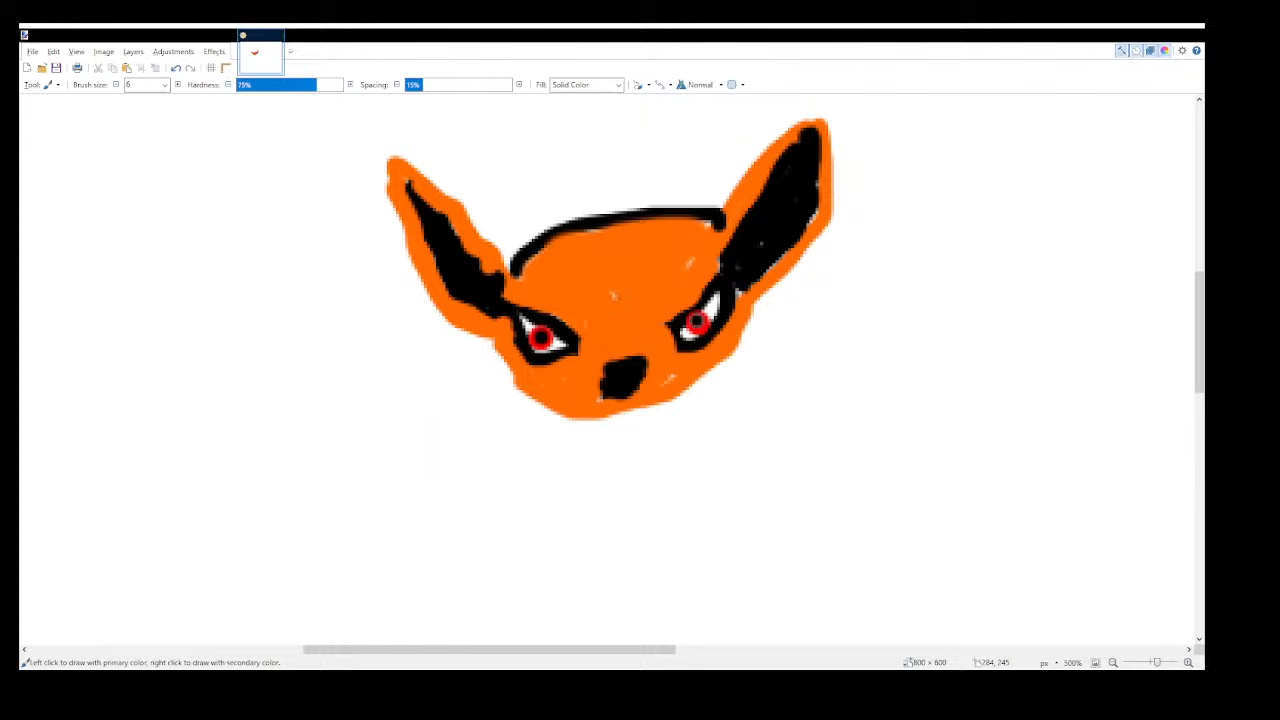 File Edit View Image Layers Adjustments Effects
Tool: Brush size: 6 Hardness: 75% Spacing: 15% Fill: Solid Color Normal
Left click to draw with primary color, right click to draw with secondary color. 800 × 600 284, 245 px 500%